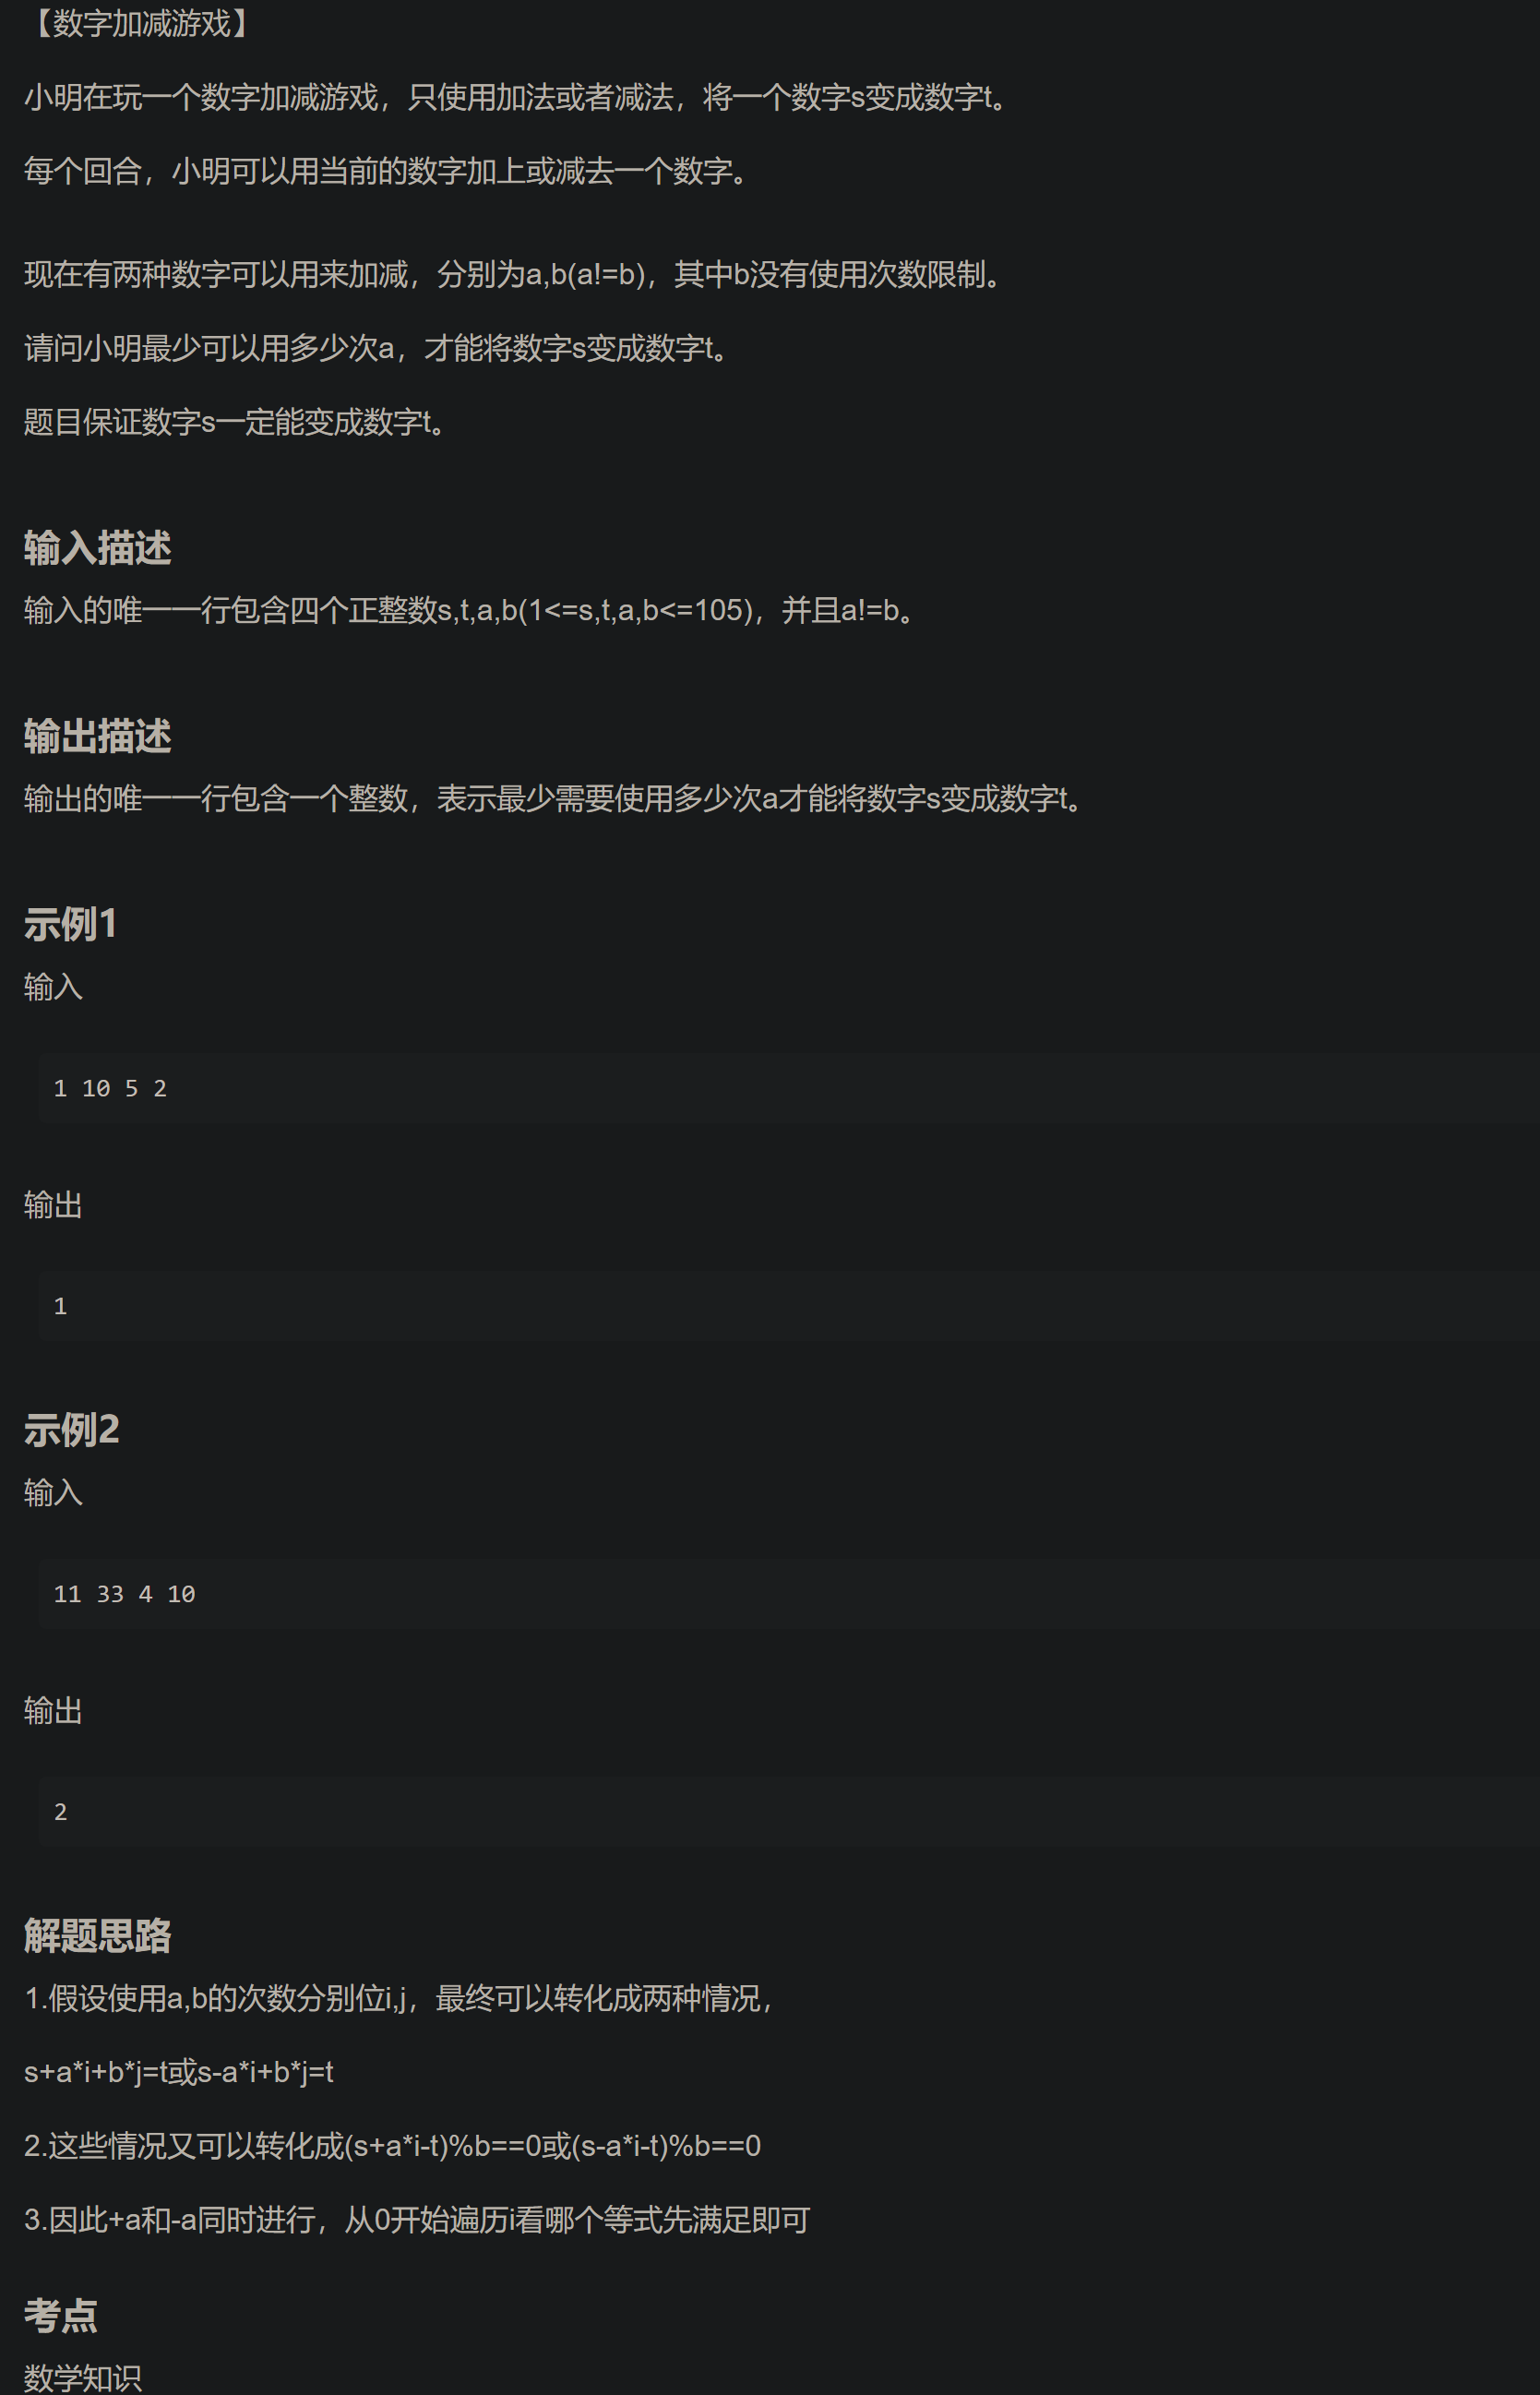 【数字加减游戏】
小明在玩一个数字加减游戏，只使用加法或者减法，将一个数字s变成数字t。
每个回合，小明可以用当前的数字加上或减去一个数字。
现在有两种数字可以用来加减，分别为a,b(a!=b)，其中b没有使用次数限制。
请问小明最少可以用多少次a，才能将数字s变成数字t。
题目保证数字s一定能变成数字t。
输入描述
输入的唯一一行包含四个正整数s,t,a,b(1<=s,t,a,b<=105)，并且a!=b。
输出描述
输出的唯一一行包含一个整数，表示最少需要使用多少次a才能将数字s变成数字t。
示例1
输入
1 10 5 2
输出
1
示例2
输入
11 33 4 10
输出
2
解题思路
1.假设使用a,b的次数分别位i,j，最终可以转化成两种情况，
s+a*i+b*j=t或s-a*i+b*j=t
2.这些情况又可以转化成(s+a*i-t)%b==0或(s-a*i-t)%b==0
3.因此+a和-a同时进行，从0开始遍历i看哪个等式先满足即可
考点
数学知识